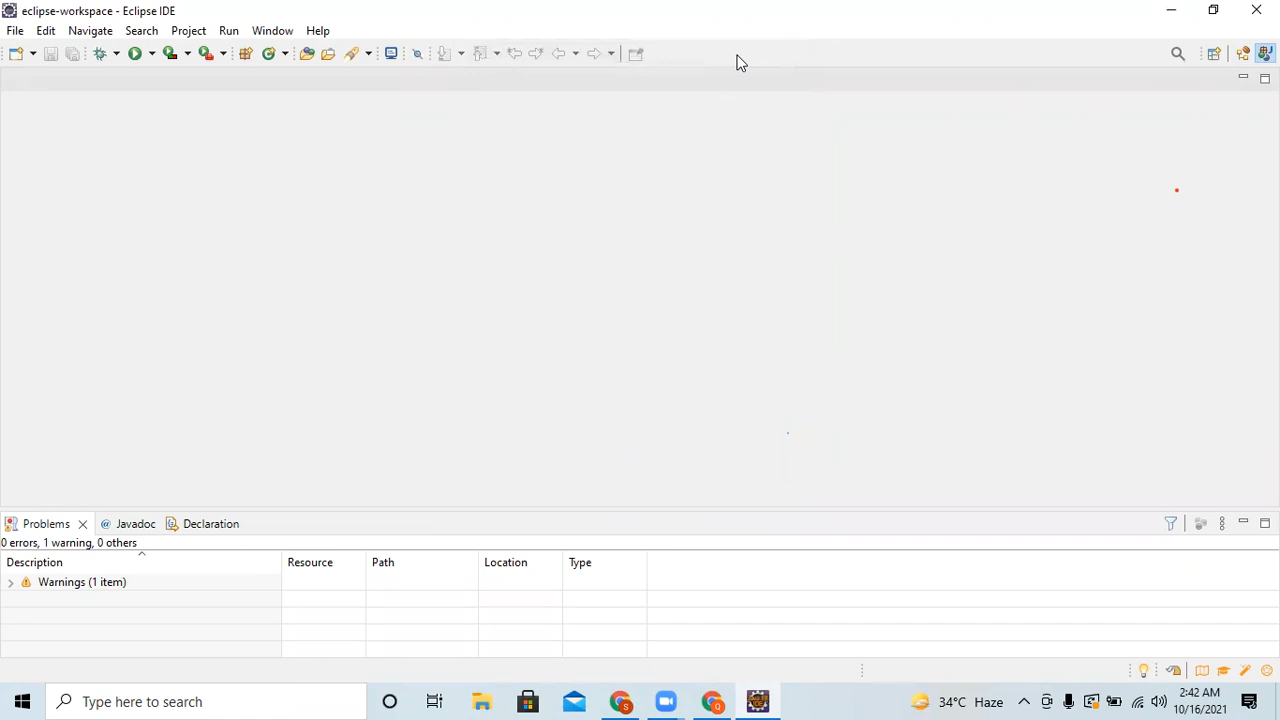 eclipse-workspace - Eclipse IDE
File Edit Navigate Search Project Run Window Help
Problems Javadoc Declaration
0 errors, 1 warning, 0 others
Description Resource Path Location Type
Warnings (1 item)
Type here to search
34°C Haze
2:42 AM
10/16/2021